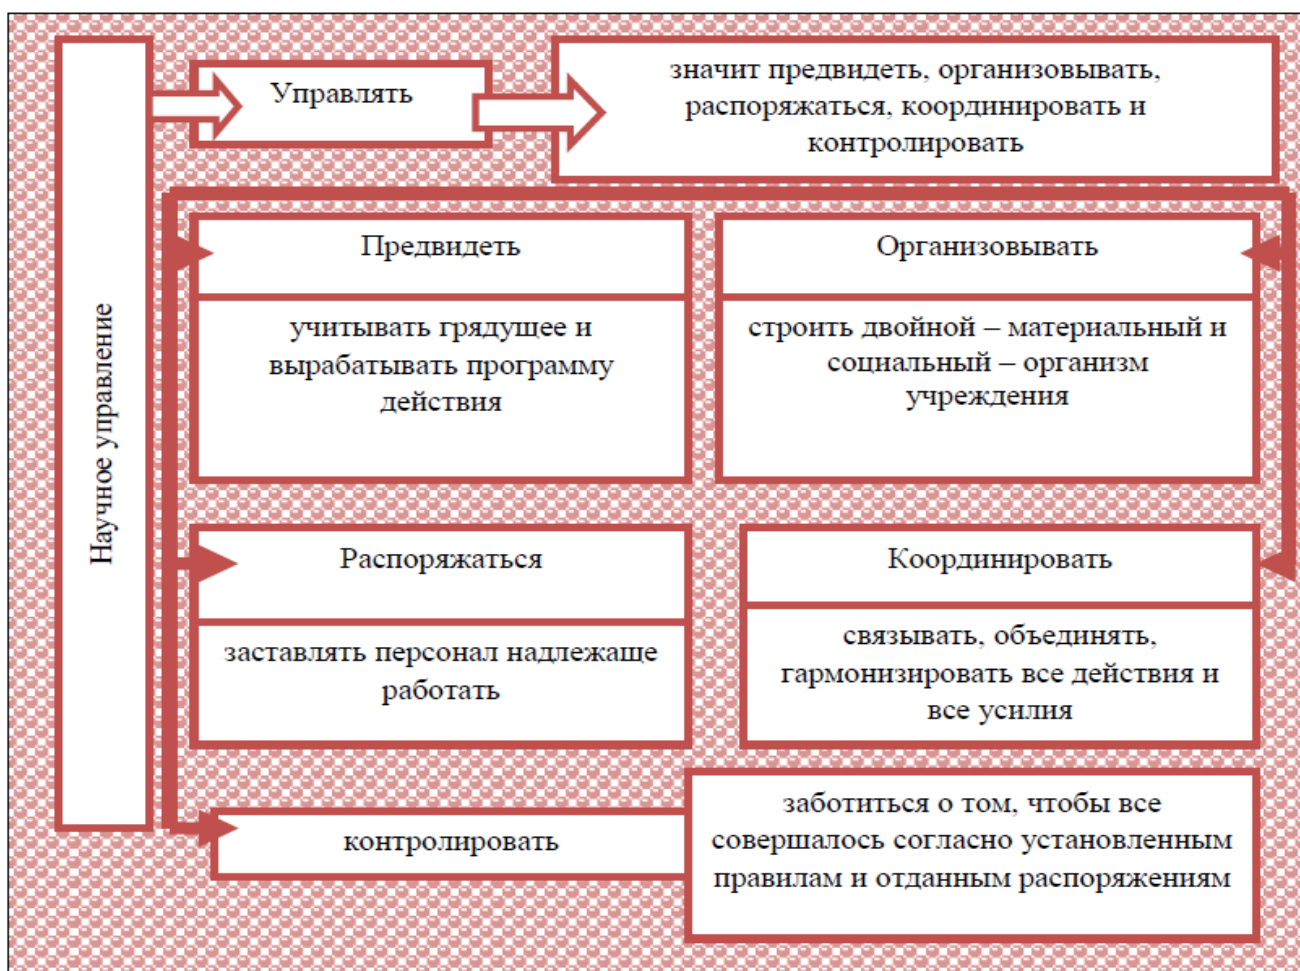 Научное управление
Управлять
значит предвидеть, организовывать,
распоряжаться, координировать и
контролировать
Предвидеть
учитывать грядущее и
вырабатывать программу
действия
Организовывать
строить двойной – материальный и
социальный – организм
учреждения
Распоряжаться
заставлять персонал надлежаще
работать
Координировать
связывать, объединять,
гармонизировать все действия и
все усилия
контролировать
заботиться о том, чтобы все
совершалось согласно установленным
правилам и отданным распоряжениям